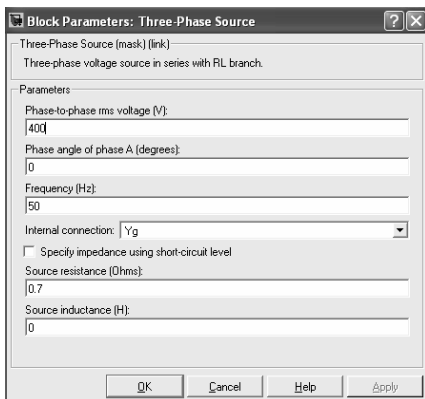 Block Parameters: Three-Phase Source
Three-Phase Source (mask) (link)
Three-phase voltage source in series with RL branch.
Parameters
Phase-to-phase rms voltage (V):
400
Phase angle of phase A (degrees):
0
Frequency (Hz):
50
Internal connection: Yg
Specify impedance using short-circuit level
Source resistance (Ohms):
0.7
Source inductance (H):
0
OK Cancel Help Apply